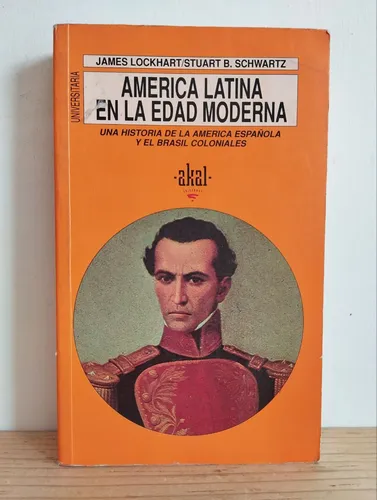 JAMES LOCKHART/STUART B. SCHWARTZ
UNIVERSITARIA
AMERICA LATINA
EN LA EDAD MODERNA
UNA HISTORIA DE LA AMERICA ESPAÑOLA
Y EL BRASIL COLONIALES
·akal·